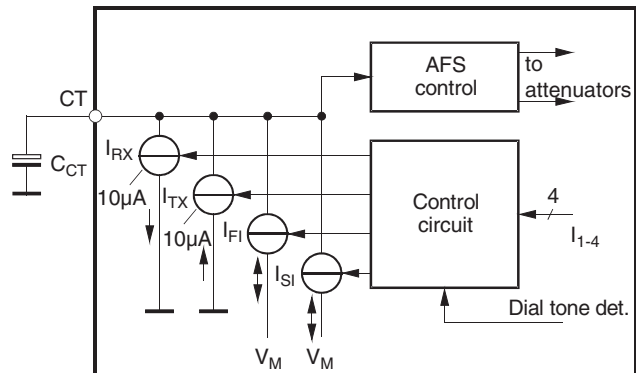 AFS
control
to
attenuators
CT
C_CT
I_RX
10µA
I_TX
10µA
I_FI
I_SI
Control
circuit
4
I_1-4
Dial tone det.
V_M
V_M